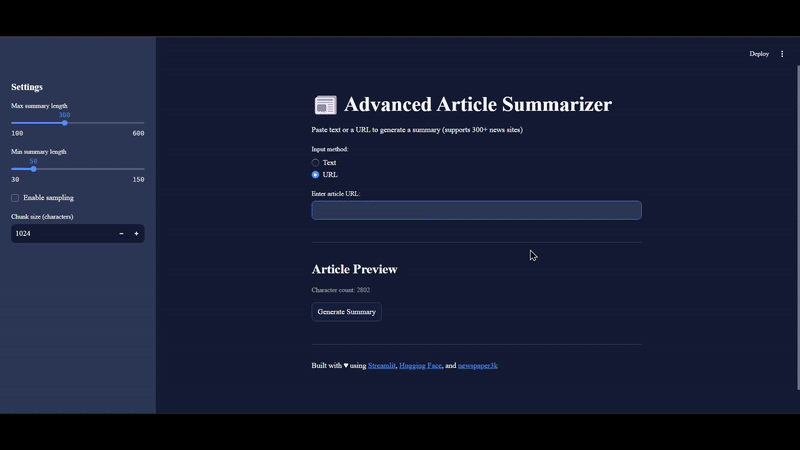 Deploy
Settings
Max summary length
300
100 600
Min summary length
50
30 150
Enable sampling
Chunk size (characters)
1024
Advanced Article Summarizer
Paste text or a URL to generate a summary (supports 300+ news sites)
Input method:
Text
URL
Enter article URL:
Article Preview
Character count: 2802
Generate Summary
Built with ♥ using Streamlit, Hugging Face, and newspaper3k